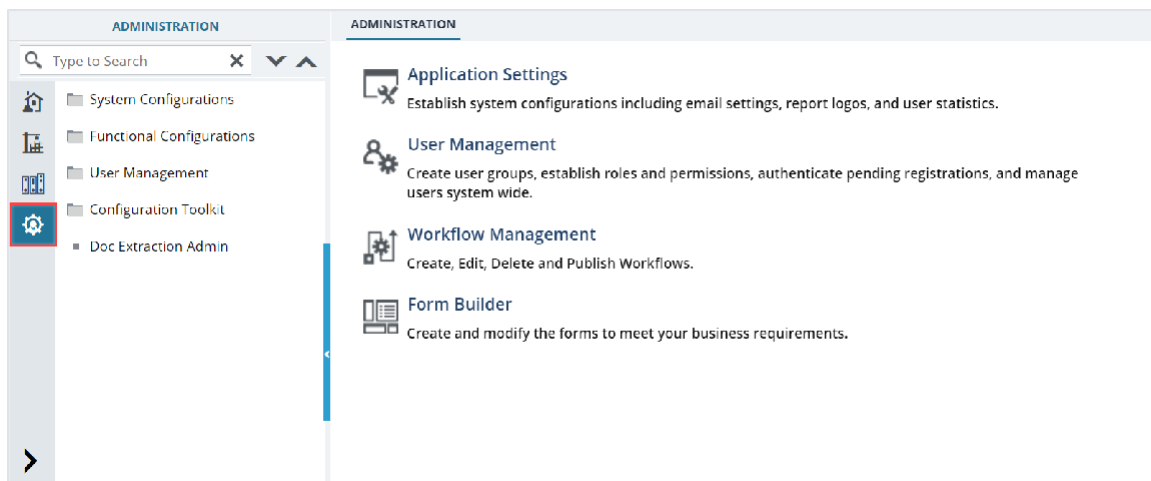 ADMINISTRATION
Type to Search
System Configurations
Functional Configurations
User Management
Configuration Toolkit
Doc Extraction Admin
ADMINISTRATION
Application Settings
Establish system configurations including email settings, report logos, and user statistics.
User Management
Create user groups, establish roles and permissions, authenticate pending registrations, and manage
users system wide.
Workflow Management
Create, Edit, Delete and Publish Workflows.
Form Builder
Create and modify the forms to meet your business requirements.